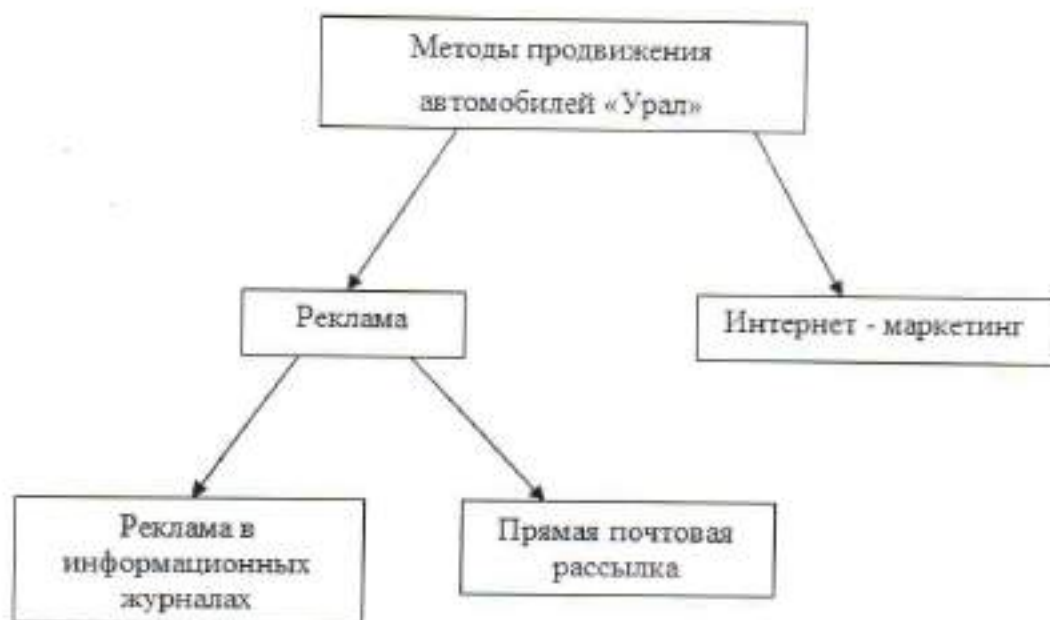 Методы продвижения
автомобилей «Урал»
Реклама
Интернет - маркетинг
Реклама в
информационных
журналах
Прямая почтовая
рассылка